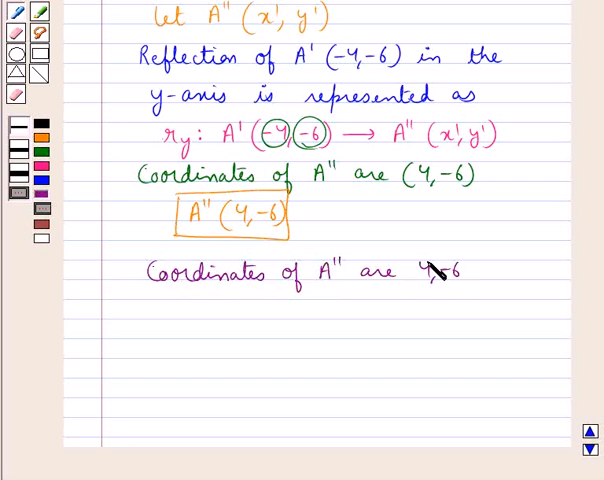 let A" (x', y')
Reflection of A' (-4,-6) in the
y-axis is represented as
ry: A' (-4,-6) → A" (x', y')
Coordinates of A" are (4,-6)
A" (4,-6)
Coordinates of A" are 4,-6